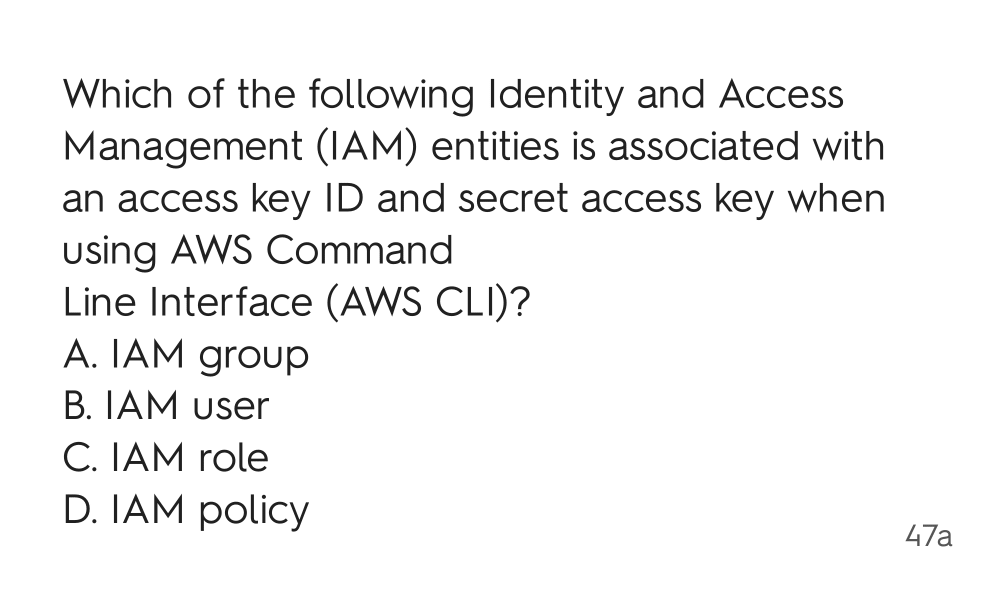 Which of the following Identity and Access
Management (IAM) entities is associated with
an access key ID and secret access key when
using AWS Command
Line Interface (AWS CLI)?
A. IAM group
B. IAM user
C. IAM role
D. IAM policy
47a